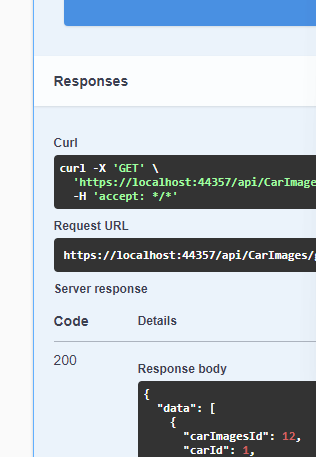 Responses
Curl
curl -X 'GET' \
'https://localhost:44357/api/CarImages
-H 'accept: */*'
Request URL
https://localhost:44357/api/CarImages/
Server response
Code Details
200
Response body
{
"data": [
{
"carImagesId": 12,
"carId": 1,